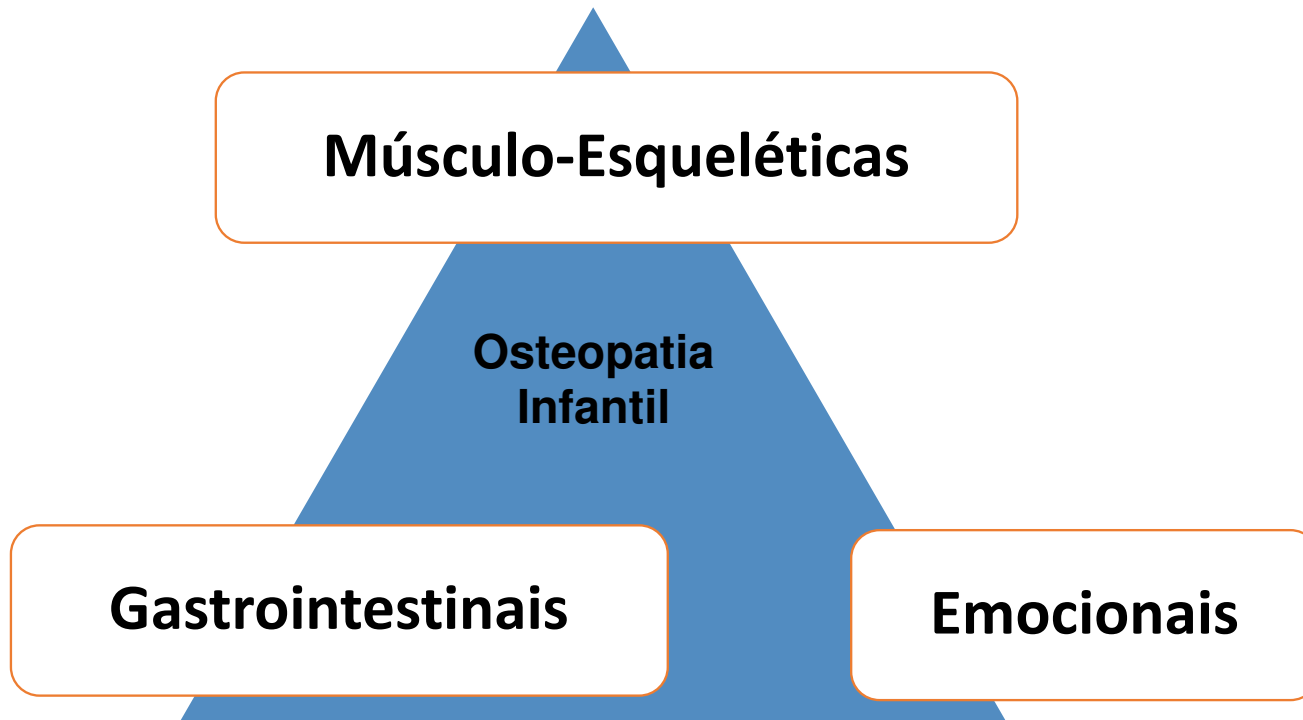 Músculo-Esqueléticas
Osteopatia
Infantil
Gastrointestinais
Emocionais